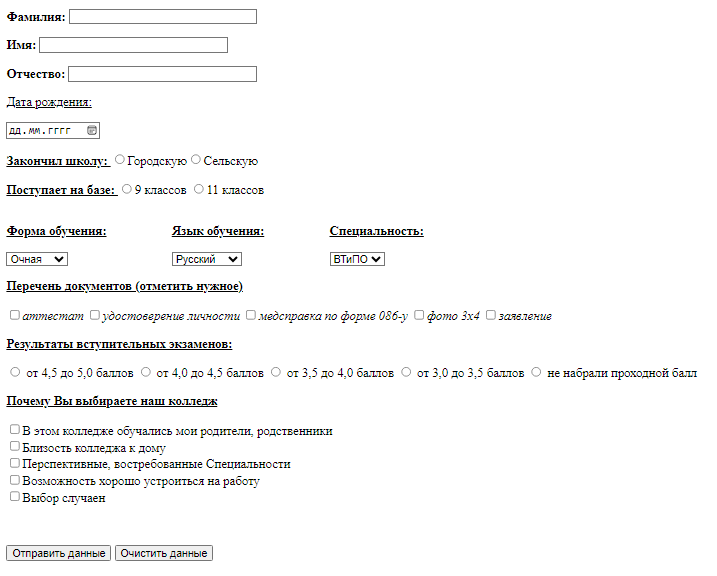 Фамилия:
Имя:
Отчество:
Дата рождения:
дд.мм.гггг
Закончил школу: Городскую Сельскую
Поступает на базе: 9 классов 11 классов
Форма обучения: Язык обучения: Специальность:
Очная Русский ВТиПО
Перечень документов (отметить нужное)
аттестат удостоверение личности медсправка по форме 086-у фото 3х4 заявление
Результаты вступительных экзаменов:
от 4,5 до 5,0 баллов от 4,0 до 4,5 баллов от 3,5 до 4,0 баллов от 3,0 до 3,5 баллов не набрали проходной балл
Почему Вы выбираете наш колледж
В этом колледже обучались мои родители, родственники
Близость колледжа к дому
Перспективные, востребованные Специальности
Возможность хорошо устроиться на работу
Выбор случаен
Отправить данные Очистить данные